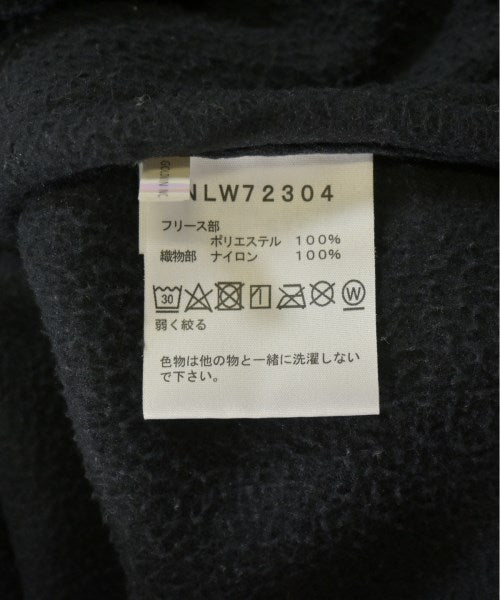 NLW72304
フリース部
ポリエステル 100%
織物部 ナイロン 100%
30 W
弱く絞る
色物は他の物と一緒に洗濯しない
で下さい。